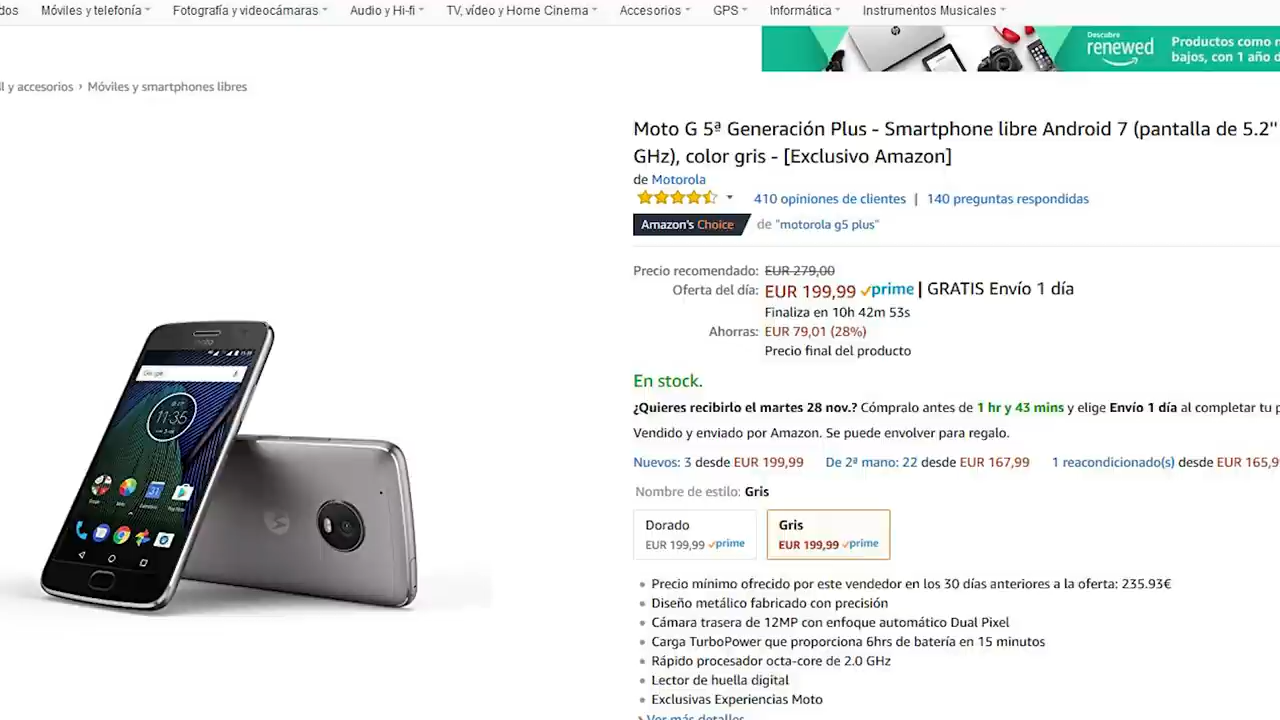 dos Móviles y telefonía Fotografía y videocámaras Audio y Hi-fi TV, vídeo y Home Cinema Accesorios GPS Informática Instrumentos Musicales
Descubre
renewed
Productos como n
bajos, con 1 año d
l y accesorios › Móviles y smartphones libres
Moto G 5ª Generación Plus - Smartphone libre Android 7 (pantalla de 5.2''
GHz), color gris - [Exclusivo Amazon]
de Motorola
410 opiniones de clientes | 140 preguntas respondidas
Amazon's Choice de "motorola g5 plus"
Precio recomendado: EUR 279,00
Oferta del día: EUR 199,99 prime | GRATIS Envío 1 día
Finaliza en 10h 42m 53s
Ahorras: EUR 79,01 (28%)
Precio final del producto
En stock.
¿Quieres recibirlo el martes 28 nov.? Cómpralo antes de 1 hr y 43 mins y elige Envío 1 día al completar tu p
Vendido y enviado por Amazon. Se puede envolver para regalo.
Nuevos: 3 desde EUR 199,99 De 2ª mano: 22 desde EUR 167,99 1 reacondicionado(s) desde EUR 165,9
Nombre de estilo: Gris
Dorado
EUR 199,99 prime
Gris
EUR 199,99 prime
Precio mínimo ofrecido por este vendedor en los 30 días anteriores a la oferta: 235.93€
Diseño metálico fabricado con precisión
Cámara trasera de 12MP con enfoque automático Dual Pixel
Carga TurboPower que proporciona 6hrs de batería en 15 minutos
Rápido procesador octa-core de 2.0 GHz
Lector de huella digital
Exclusivas Experiencias Moto
› Ver más detalles
moto
Google
11:35